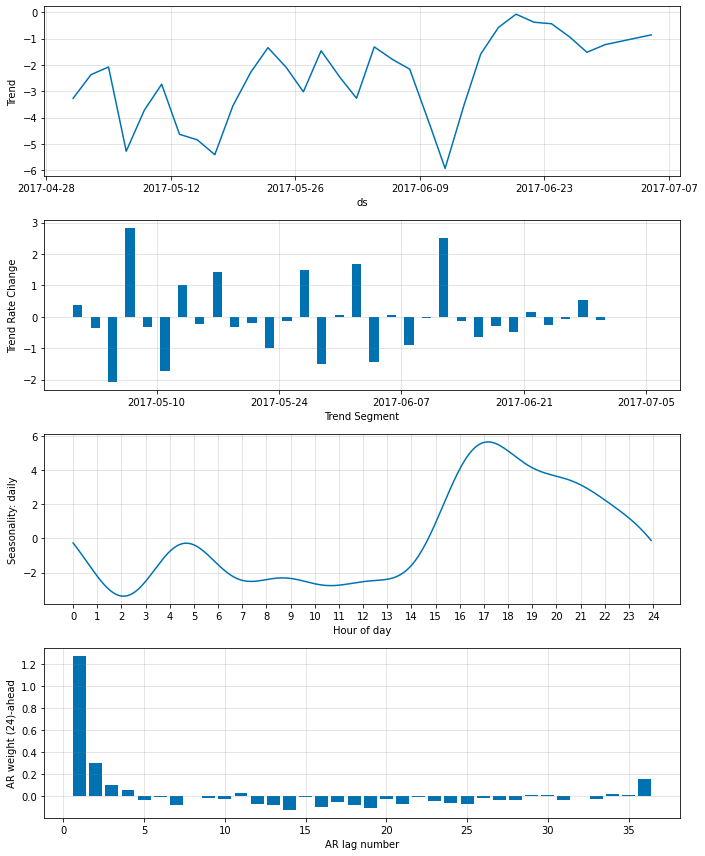 0
−1
−2
−3
−4
−5
−6
Trend
2017-04-28 2017-05-12 2017-05-26 2017-06-09 2017-06-23 2017-07-07
ds
3
2
1
0
−1
−2
Trend Rate Change
2017-05-10 2017-05-24 2017-06-07 2017-06-21 2017-07-05
Trend Segment
6
4
2
0
−2
Seasonality: daily
0 1 2 3 4 5 6 7 8 9 10 11 12 13 14 15 16 17 18 19 20 21 22 23 24
Hour of day
1.2
1.0
0.8
0.6
0.4
0.2
0.0
AR weight (24)-ahead
0 5 10 15 20 25 30 35
AR lag number